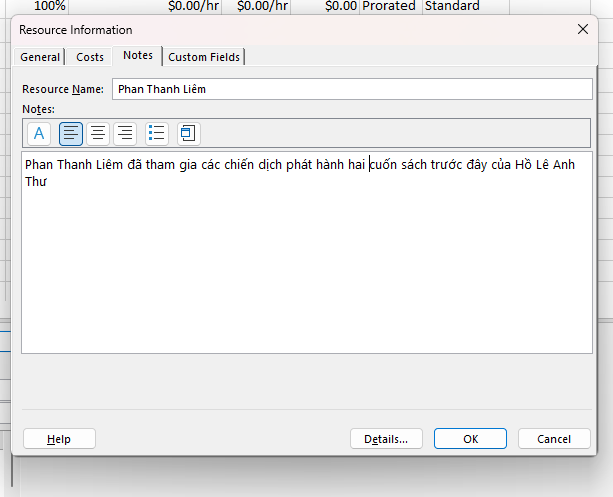 100% $0.00/hr $0.00/hr $0.00 Prorated Standard
Resource Information
General Costs Notes Custom Fields
Resource Name: Phan Thanh Liêm
Notes:
A
Phan Thanh Liêm đã tham gia các chiến dịch phát hành hai cuốn sách trước đây của Hồ Lê Anh
Thư
Help Details... OK Cancel